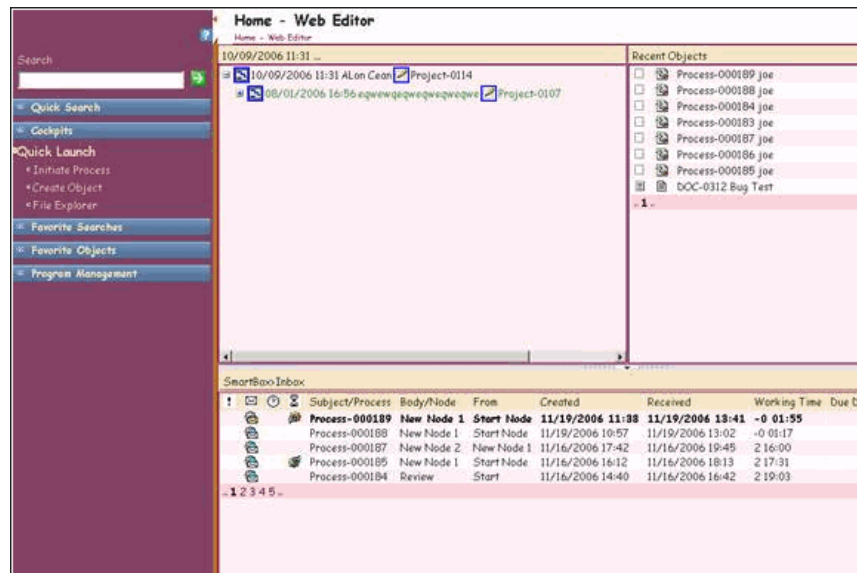 Home - Web Editor
Home - Web Editor
?
Search
Quick Search
Cockpits
Quick Launch
Initiate Process
Create Object
File Explorer
Favorite Searches
Favorite Objects
Program Management
10/09/2006 11:31 ...
10/09/2006 11:31 ALon Cean Project-0114
08/01/2006 16:56 eqwewqeqweqweqweqwe Project-0107
Recent Objects
Process-000189 joe
Process-000188 joe
Process-000184 joe
Process-000183 joe
Process-000187 joe
Process-000186 joe
Process-000185 joe
DOC-0312 Bug Test
1
SmartBox Inbox
! Subject/Process Body/Node From Created Received Working Time Due D
Process-000189 New Node 1 Start Node 11/19/2006 11:38 11/19/2006 13:41 -0 01:55
Process-000188 New Node 1 Start Node 11/19/2006 10:57 11/19/2006 13:02 -0 01:17
Process-000187 New Node 2 New Node 1 11/16/2006 17:42 11/16/2006 19:45 2 16:00
Process-000185 New Node 1 Start Node 11/16/2006 16:12 11/16/2006 18:13 2 17:31
Process-000184 Review Start 11/16/2006 14:40 11/16/2006 16:42 2 19:03
1 2 3 4 5